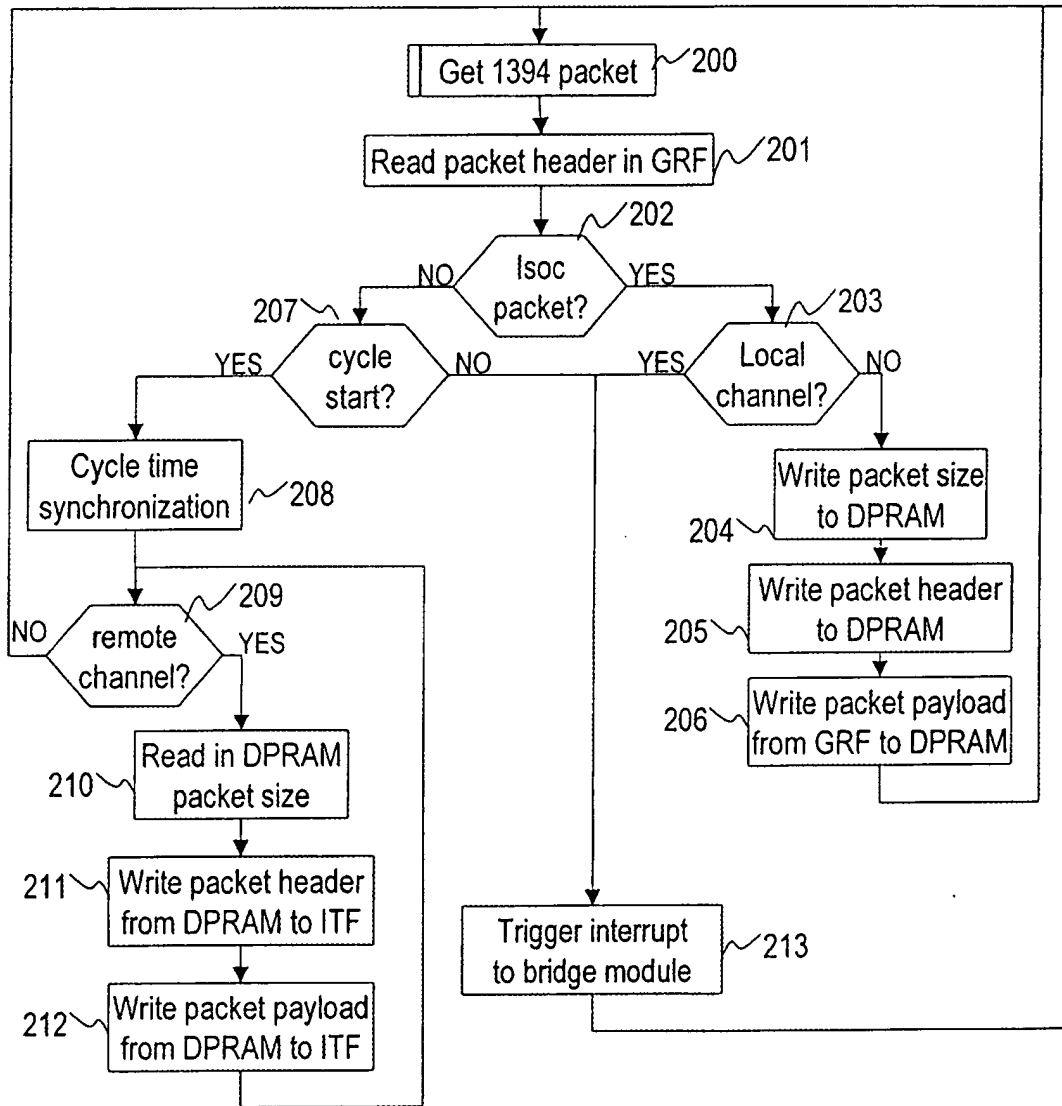 Get 1394 packet
200
Read packet header in GRF
201
202
Isoc
packet?
NO
YES
207
203
cycle
start?
YES
NO
Local
channel?
YES
NO
Cycle time
synchronization
208
Write packet size
to DPRAM
204
209
remote
channel?
NO
YES
Write packet header
to DPRAM
205
Write packet payload
from GRF to DPRAM
206
Read in DPRAM
packet size
210
Write packet header
from DPRAM to ITF
211
Trigger interrupt
to bridge module
213
Write packet payload
from DPRAM to ITF
212